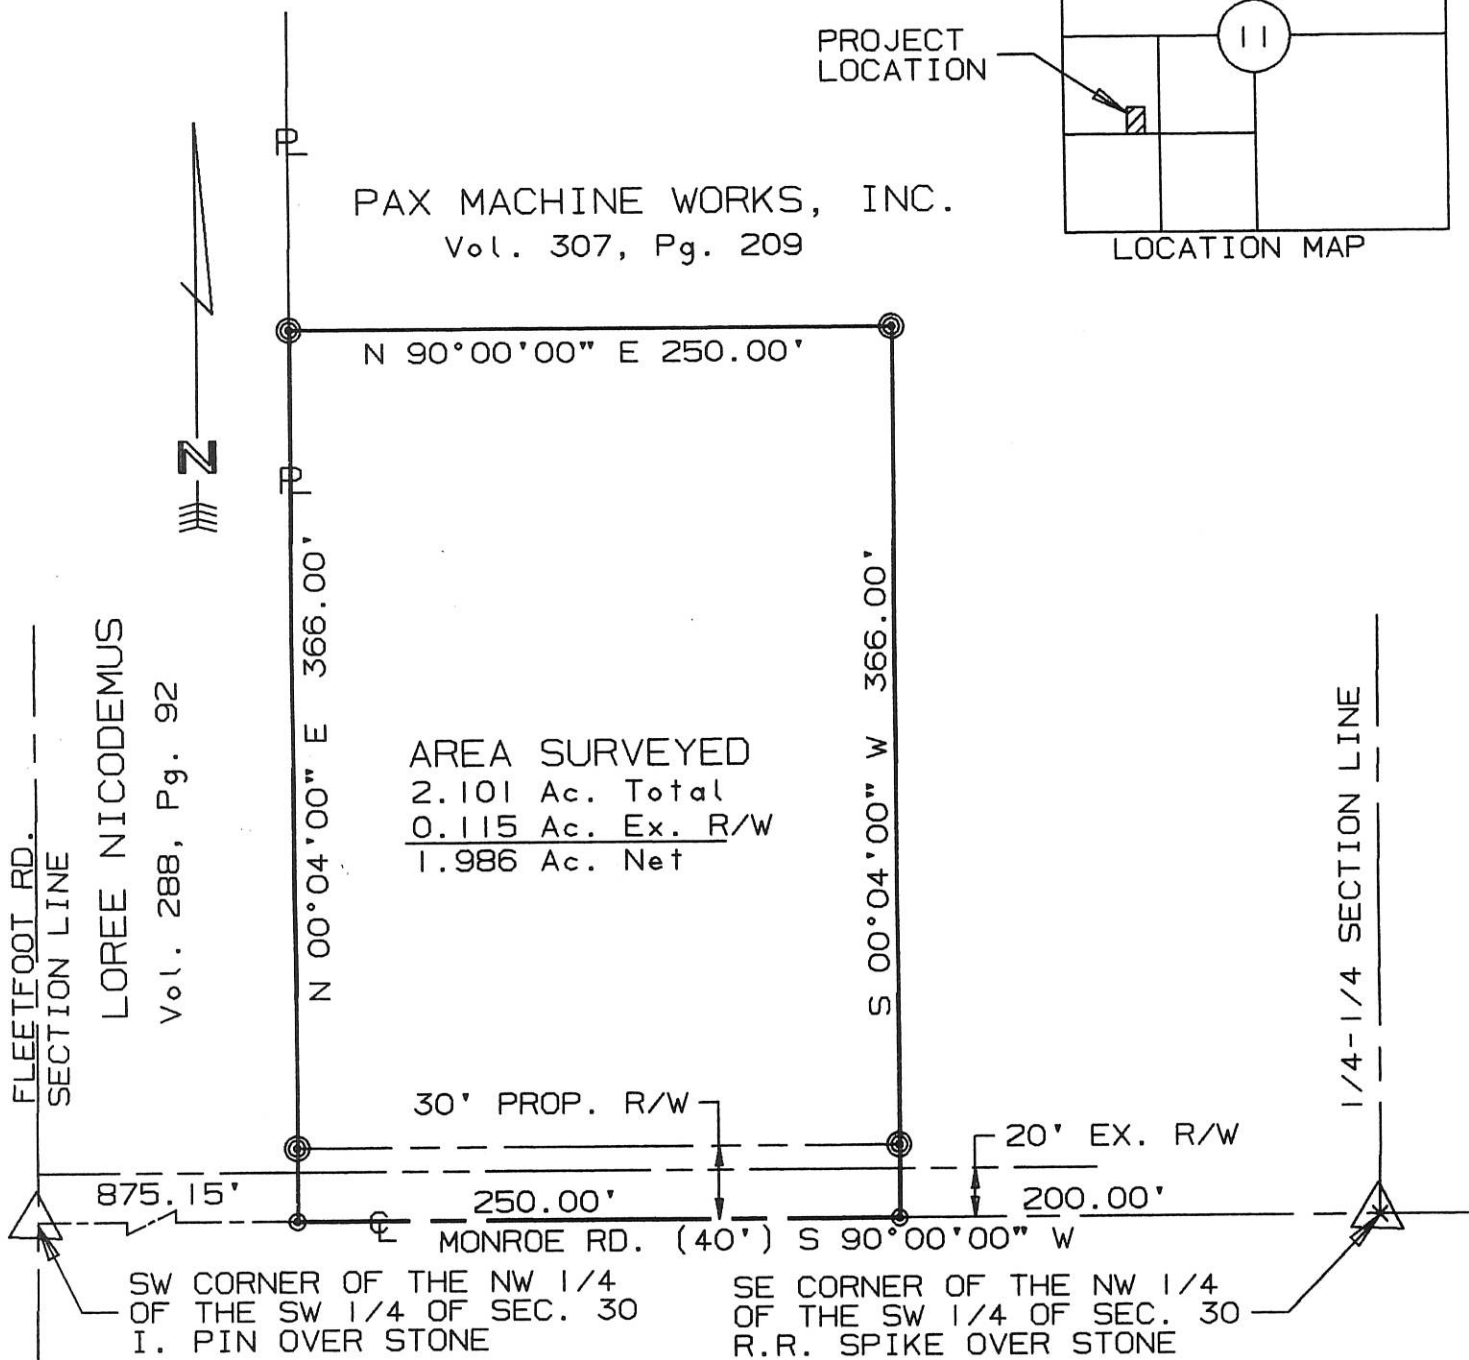 PROJECT
LOCATION
11
LOCATION MAP
PL
PAX MACHINE WORKS, INC.
Vol. 307, Pg. 209
N 90°00'00" E 250.00'
N
PL
N 00°04'00" E 366.00'
S 00°04'00" W 366.00'
LOREE NICODEMUS
Vol. 288, Pg. 92
AREA SURVEYED
2.101 Ac. Total
0.115 Ac. Ex. R/W
1.986 Ac. Net
FLEETFOOT RD.
SECTION LINE
1/4-1/4 SECTION LINE
30' PROP. R/W
20' EX. R/W
875.15'
250.00'
200.00'
CL
MONROE RD. (40') S 90°00'00" W
SW CORNER OF THE NW 1/4
OF THE SW 1/4 OF SEC. 30
I. PIN OVER STONE
SE CORNER OF THE NW 1/4
OF THE SW 1/4 OF SEC. 30
R.R. SPIKE OVER STONE